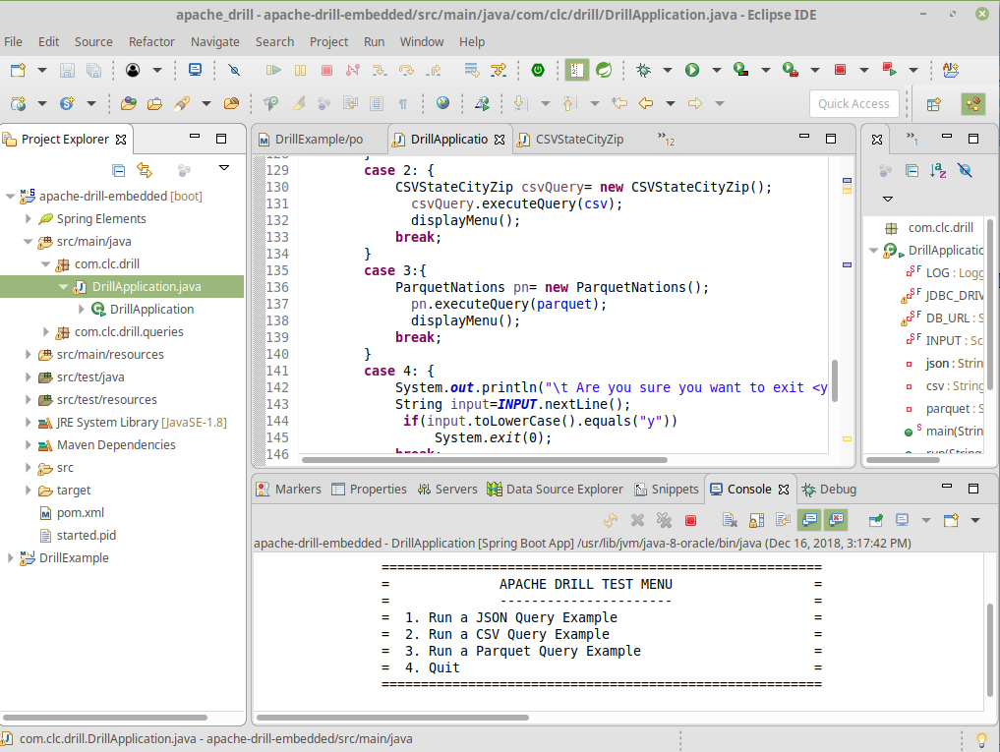 apache_drill - apache-drill-embedded/src/main/java/com/clc/drill/DrillApplication.java - Eclipse IDE
File Edit Source Refactor Navigate Search Project Run Window Help
Quick Access
Project Explorer
apache-drill-embedded [boot]
Spring Elements
src/main/java
com.clc.drill
DrillApplication.java
DrillApplication
com.clc.drill.queries
src/main/resources
src/test/java
src/test/resources
JRE System Library [JavaSE-1.8]
Maven Dependencies
src
target
pom.xml
started.pid
DrillExample
DrillExample/po DrillApplicatio CSVStateCityZip 12
128 }
129 case 2: {
130 CSVStateCityZip csvQuery= new CSVStateCityZip();
131 csvQuery.executeQuery(csv);
132 displayMenu();
133 break;
134 }
135 case 3:{
136 ParquetNations pn= new ParquetNations();
137 pn.executeQuery(parquet);
138 displayMenu();
139 break;
140 }
141 case 4: {
142 System.out.println("\t Are you sure you want to exit <y
143 String input=INPUT.nextLine();
144 if(input.toLowerCase().equals("y"))
145 System.exit(0);
146 break;
1
com.clc.drill
DrillApplicatic
LOG : Logg
JDBC_DRIV
DB_URL : S
INPUT : Sc
json : Strin
csv : String
parquet : S
main(Strin
run(String
Markers Properties Servers Data Source Explorer Snippets Console Debug
apache-drill-embedded - DrillApplication [Spring Boot App] /usr/lib/jvm/java-8-oracle/bin/java (Dec 16, 2018, 3:17:42 PM)
========================================================
= APACHE DRILL TEST MENU =
= ---------------------- =
= 1. Run a JSON Query Example =
= 2. Run a CSV Query Example =
= 3. Run a Parquet Query Example =
= 4. Quit =
========================================================
com.clc.drill.DrillApplication.java - apache-drill-embedded/src/main/java